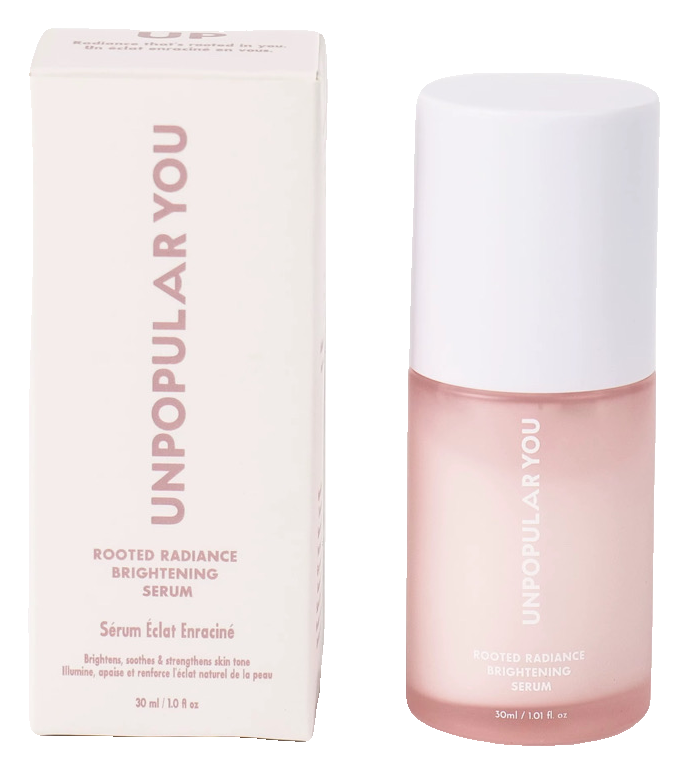 UP
Radiance that's rooted in you.
Un éclat enraciné en vous.
UNPOPULAR YOU
ROOTED RADIANCE
BRIGHTENING
SERUM
Sérum Éclat Enraciné
Brightens, soothes & strengthens skin tone
Illumine, apaise et renforce l'éclat naturel de la peau
30 ml / 1.0 fl oz
UNPOPULAR YOU
ROOTED RADIANCE
BRIGHTENING
SERUM
30ml / 1.01 fl. oz